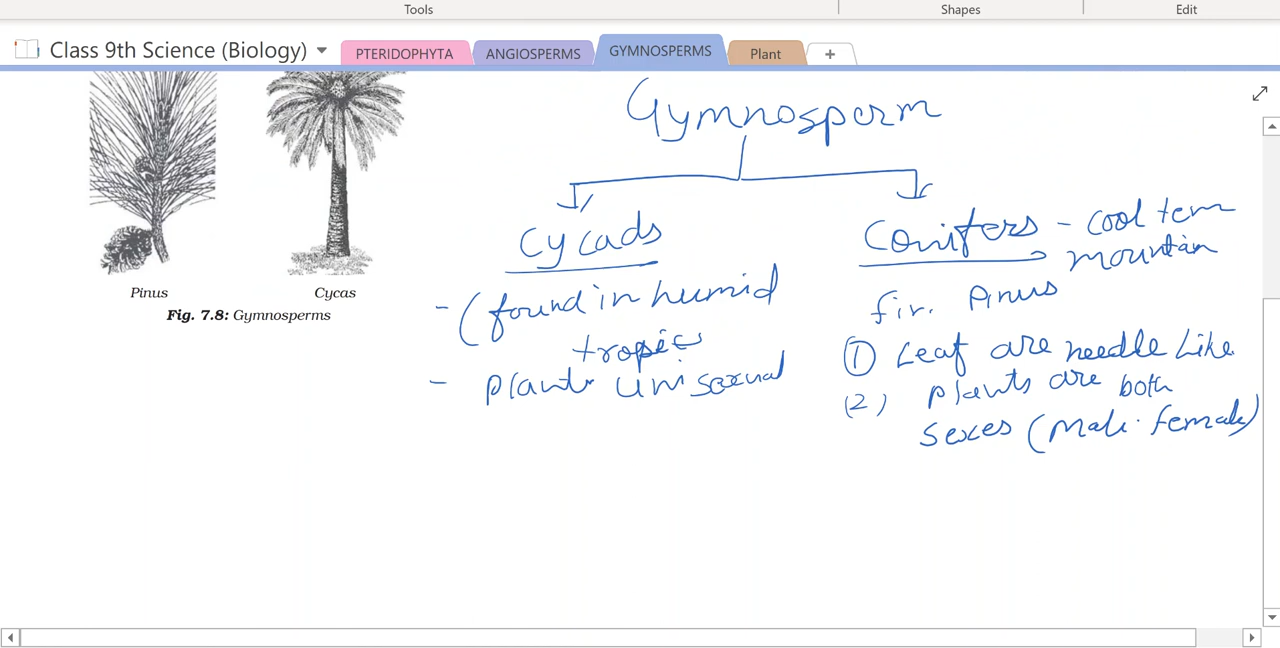 Tools
Shapes
Edit
Class 9th Science (Biology)
PTERIDOPHYTA
ANGIOSPERMS
GYMNOSPERMS
Plant
+
Gymnosperm
Cycads
- (found in humid
tropic
- Plant unisexual
Conifers - Cool tem
mountain
fir. Pinus
(1) Leaf are needle Like
(2) Plants are both
sexes (Male. female)
Pinus
Cycas
Fig. 7.8: Gymnosperms